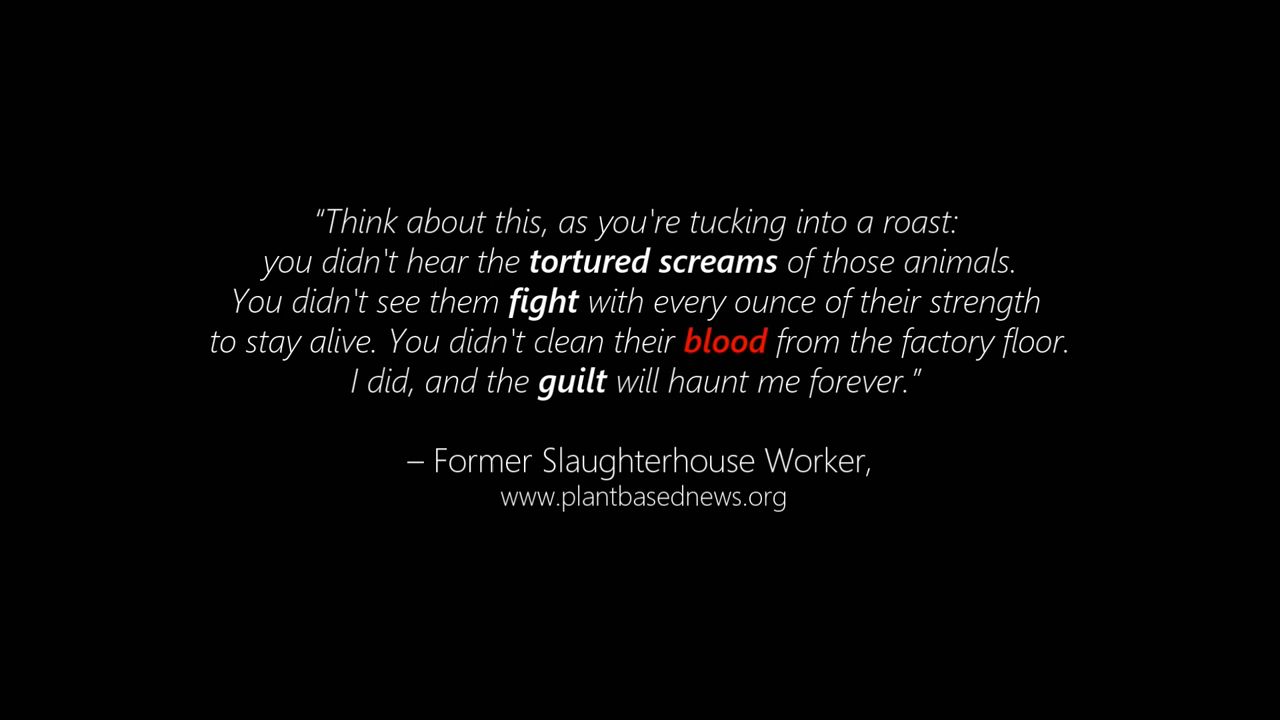 “Think about this, as you're tucking into a roast:
you didn't hear the tortured screams of those animals.
You didn't see them fight with every ounce of their strength
to stay alive. You didn't clean their blood from the factory floor.
I did, and the guilt will haunt me forever.”
– Former Slaughterhouse Worker,
www.plantbasednews.org